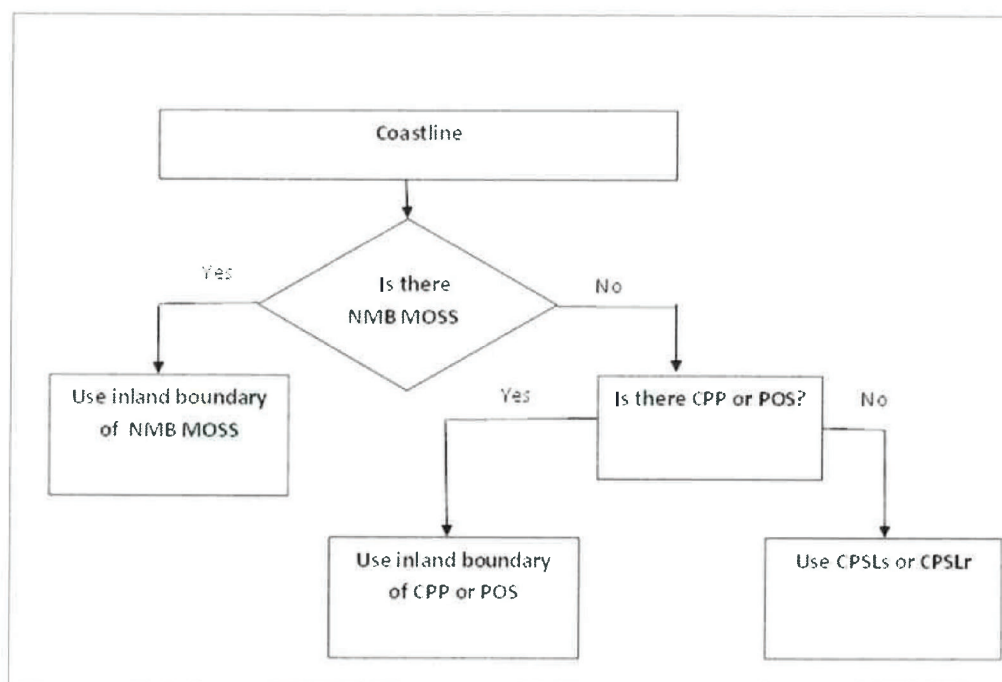 Coastline
Yes
Is there
NMB MOSS
No
Use inland boundary
of NMB MOSS
Yes
Is there CPP or POS?
No
Use inland boundary
of CPP or POS
Use CPSLs or CPSLr